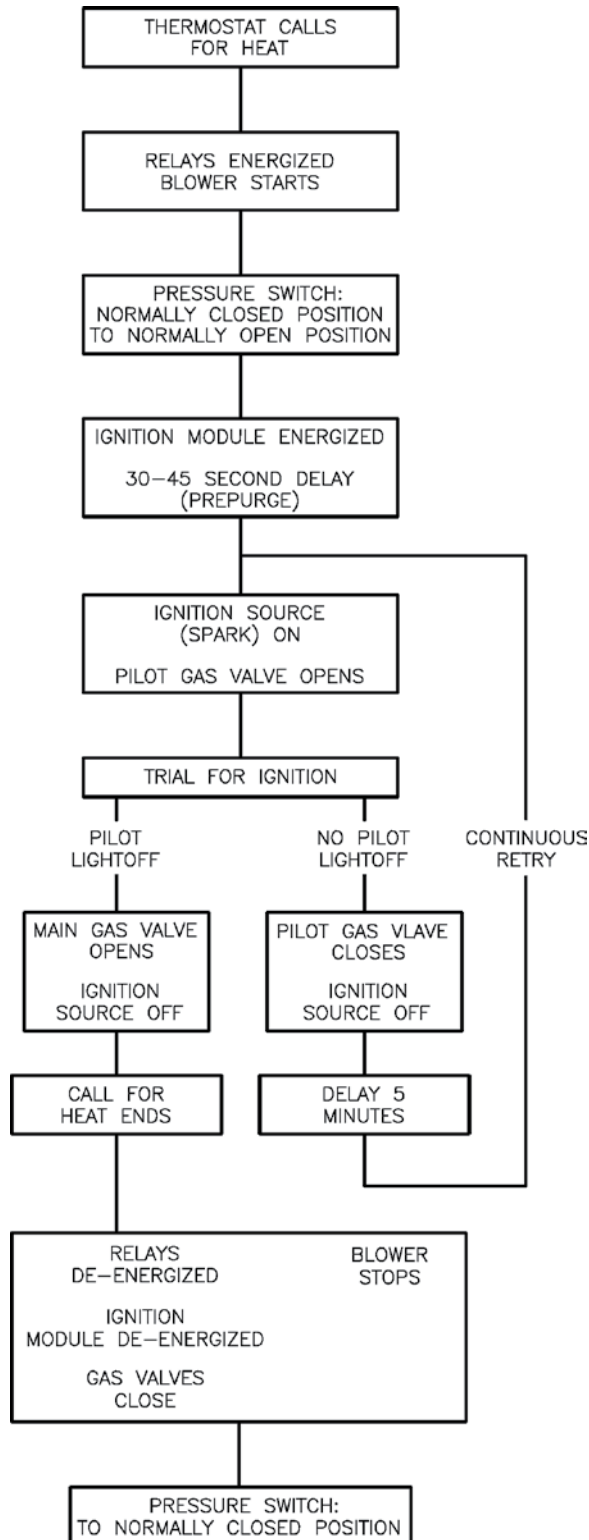 THERMOSTAT CALLS
FOR HEAT
RELAYS ENERGIZED
BLOWER STARTS
PRESSURE SWITCH:
NORMALLY CLOSED POSITION
TO NORMALLY OPEN POSITION
IGNITION MODULE ENERGIZED
30-45 SECOND DELAY
(PREPURGE)
IGNITION SOURCE
(SPARK) ON
PILOT GAS VALVE OPENS
TRIAL FOR IGNITION
PILOT
LIGHTOFF
NO PILOT
LIGHTOFF
CONTINUOUS
RETRY
MAIN GAS VALVE
OPENS
IGNITION
SOURCE OFF
PILOT GAS VLAVE
CLOSES
IGNITION
SOURCE OFF
CALL FOR
HEAT ENDS
DELAY 5
MINUTES
RELAYS
DE-ENERGIZED
IGNITION
MODULE DE-ENERGIZED
GAS VALVES
CLOSE
BLOWER
STOPS
PRESSURE SWITCH:
TO NORMALLY CLOSED POSITION